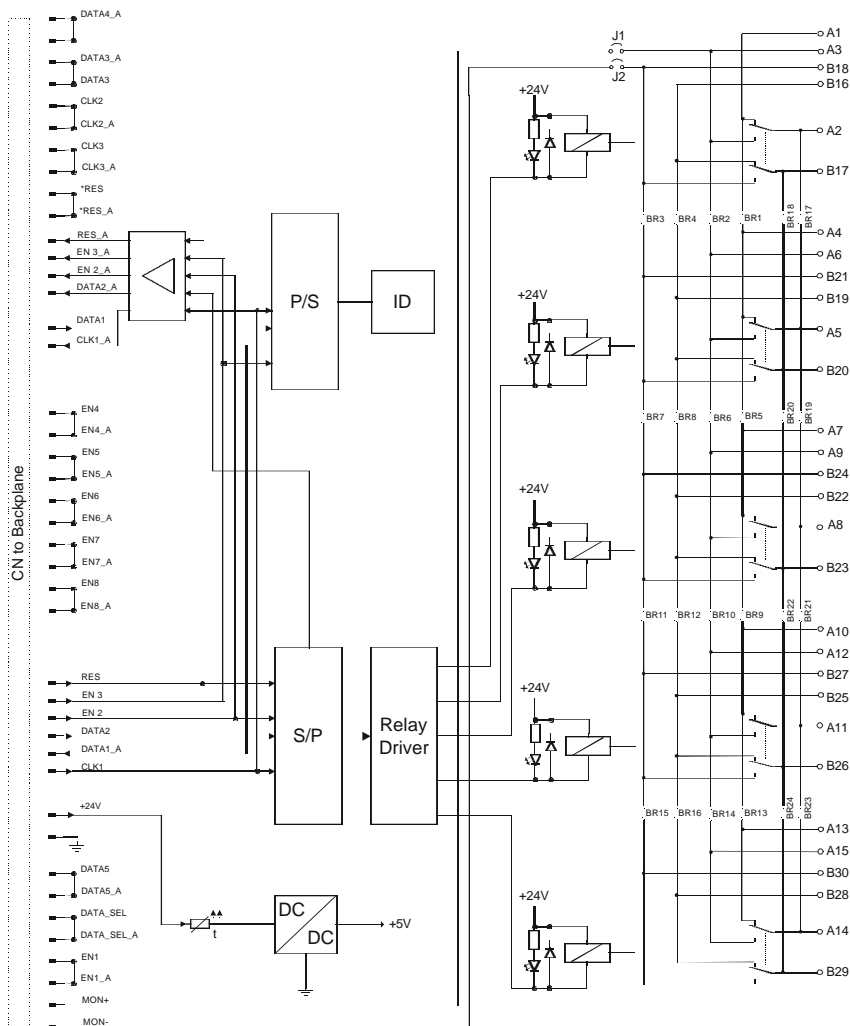 CN to Backplane
DATA4_A
DATA3_A
DATA3
CLK2
CLK2_A
CLK3
CLK3_A
*RES
*RES_A
RES_A
EN 3_A
EN 2_A
DATA2_A
DATA1
CLK1_A
EN4
EN4_A
EN5
EN5_A
EN6
EN6_A
EN7
EN7_A
EN8
EN8_A
RES
EN 3
EN 2
DATA2
DATA1_A
CLK1
+24V
DATA5
DATA5_A
DATA_SEL
DATA_SEL_A
EN1
EN1_A
MON+
MON-
P/S
ID
S/P
Relay
Driver
t
DC
DC
+5V
J1
J2
+24V
+24V
+24V
+24V
+24V
BR3
BR4
BR2
BR1
BR18
BR17
BR7
BR8
BR6
BR5
BR20
BR19
BR11
BR12
BR10
BR9
BR22
BR21
BR15
BR16
BR14
BR13
BR24
BR23
A1
A3
B18
B16
A2
B17
A4
A6
B21
B19
A5
B20
A7
A9
B24
B22
A8
B23
A10
A12
B27
B25
A11
B26
A13
A15
B30
B28
A14
B29